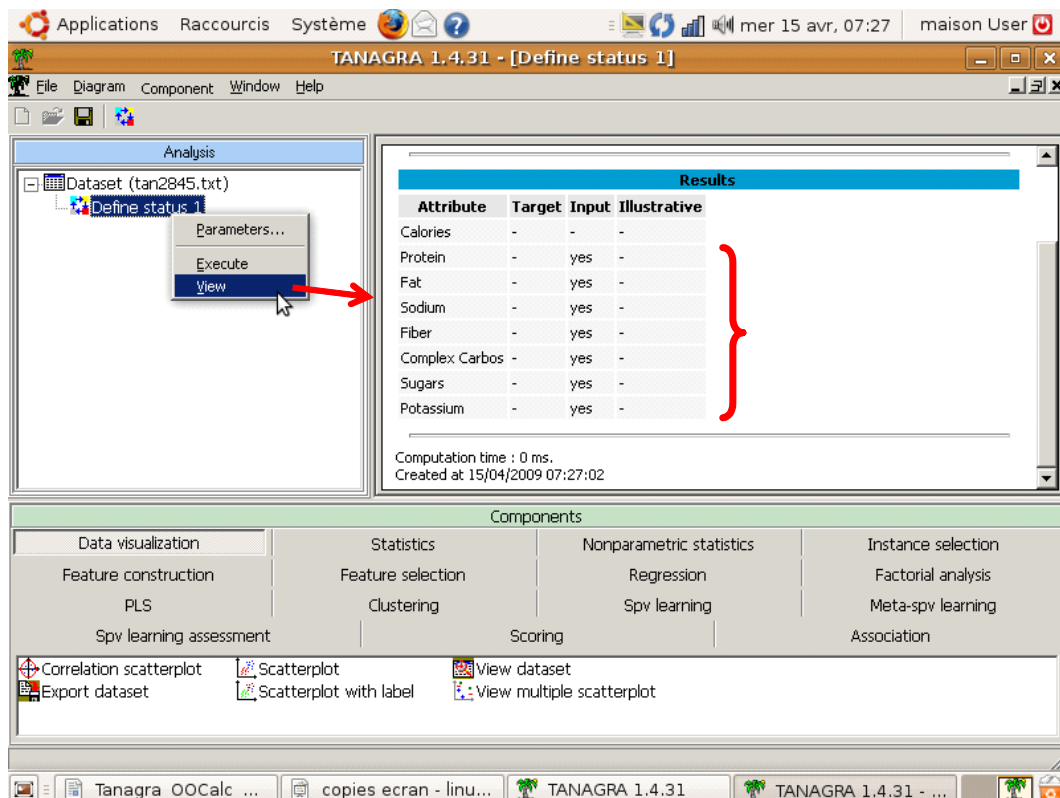 Applications Raccourcis Système mer 15 avr, 07:27 maison User
TANAGRA 1.4.31 - [Define status 1]
File Diagram Component Window Help
Analysis
Dataset (tan2845.txt)
Define status 1
Parameters...
Execute
View
Results
Attribute Target Input Illustrative
Calories - - -
Protein - yes -
Fat - yes -
Sodium - yes -
Fiber - yes -
Complex Carbos - yes -
Sugars - yes -
Potassium - yes -
Computation time : 0 ms.
Created at 15/04/2009 07:27:02
Components
Data visualization Statistics Nonparametric statistics Instance selection
Feature construction Feature selection Regression Factorial analysis
PLS Clustering Spv learning Meta-spv learning
Spv learning assessment Scoring Association
Correlation scatterplot Scatterplot View dataset
Export dataset Scatterplot with label View multiple scatterplot
Tanagra OOCalc ... copies ecran - linu... TANAGRA 1.4.31 TANAGRA 1.4.31 - ...